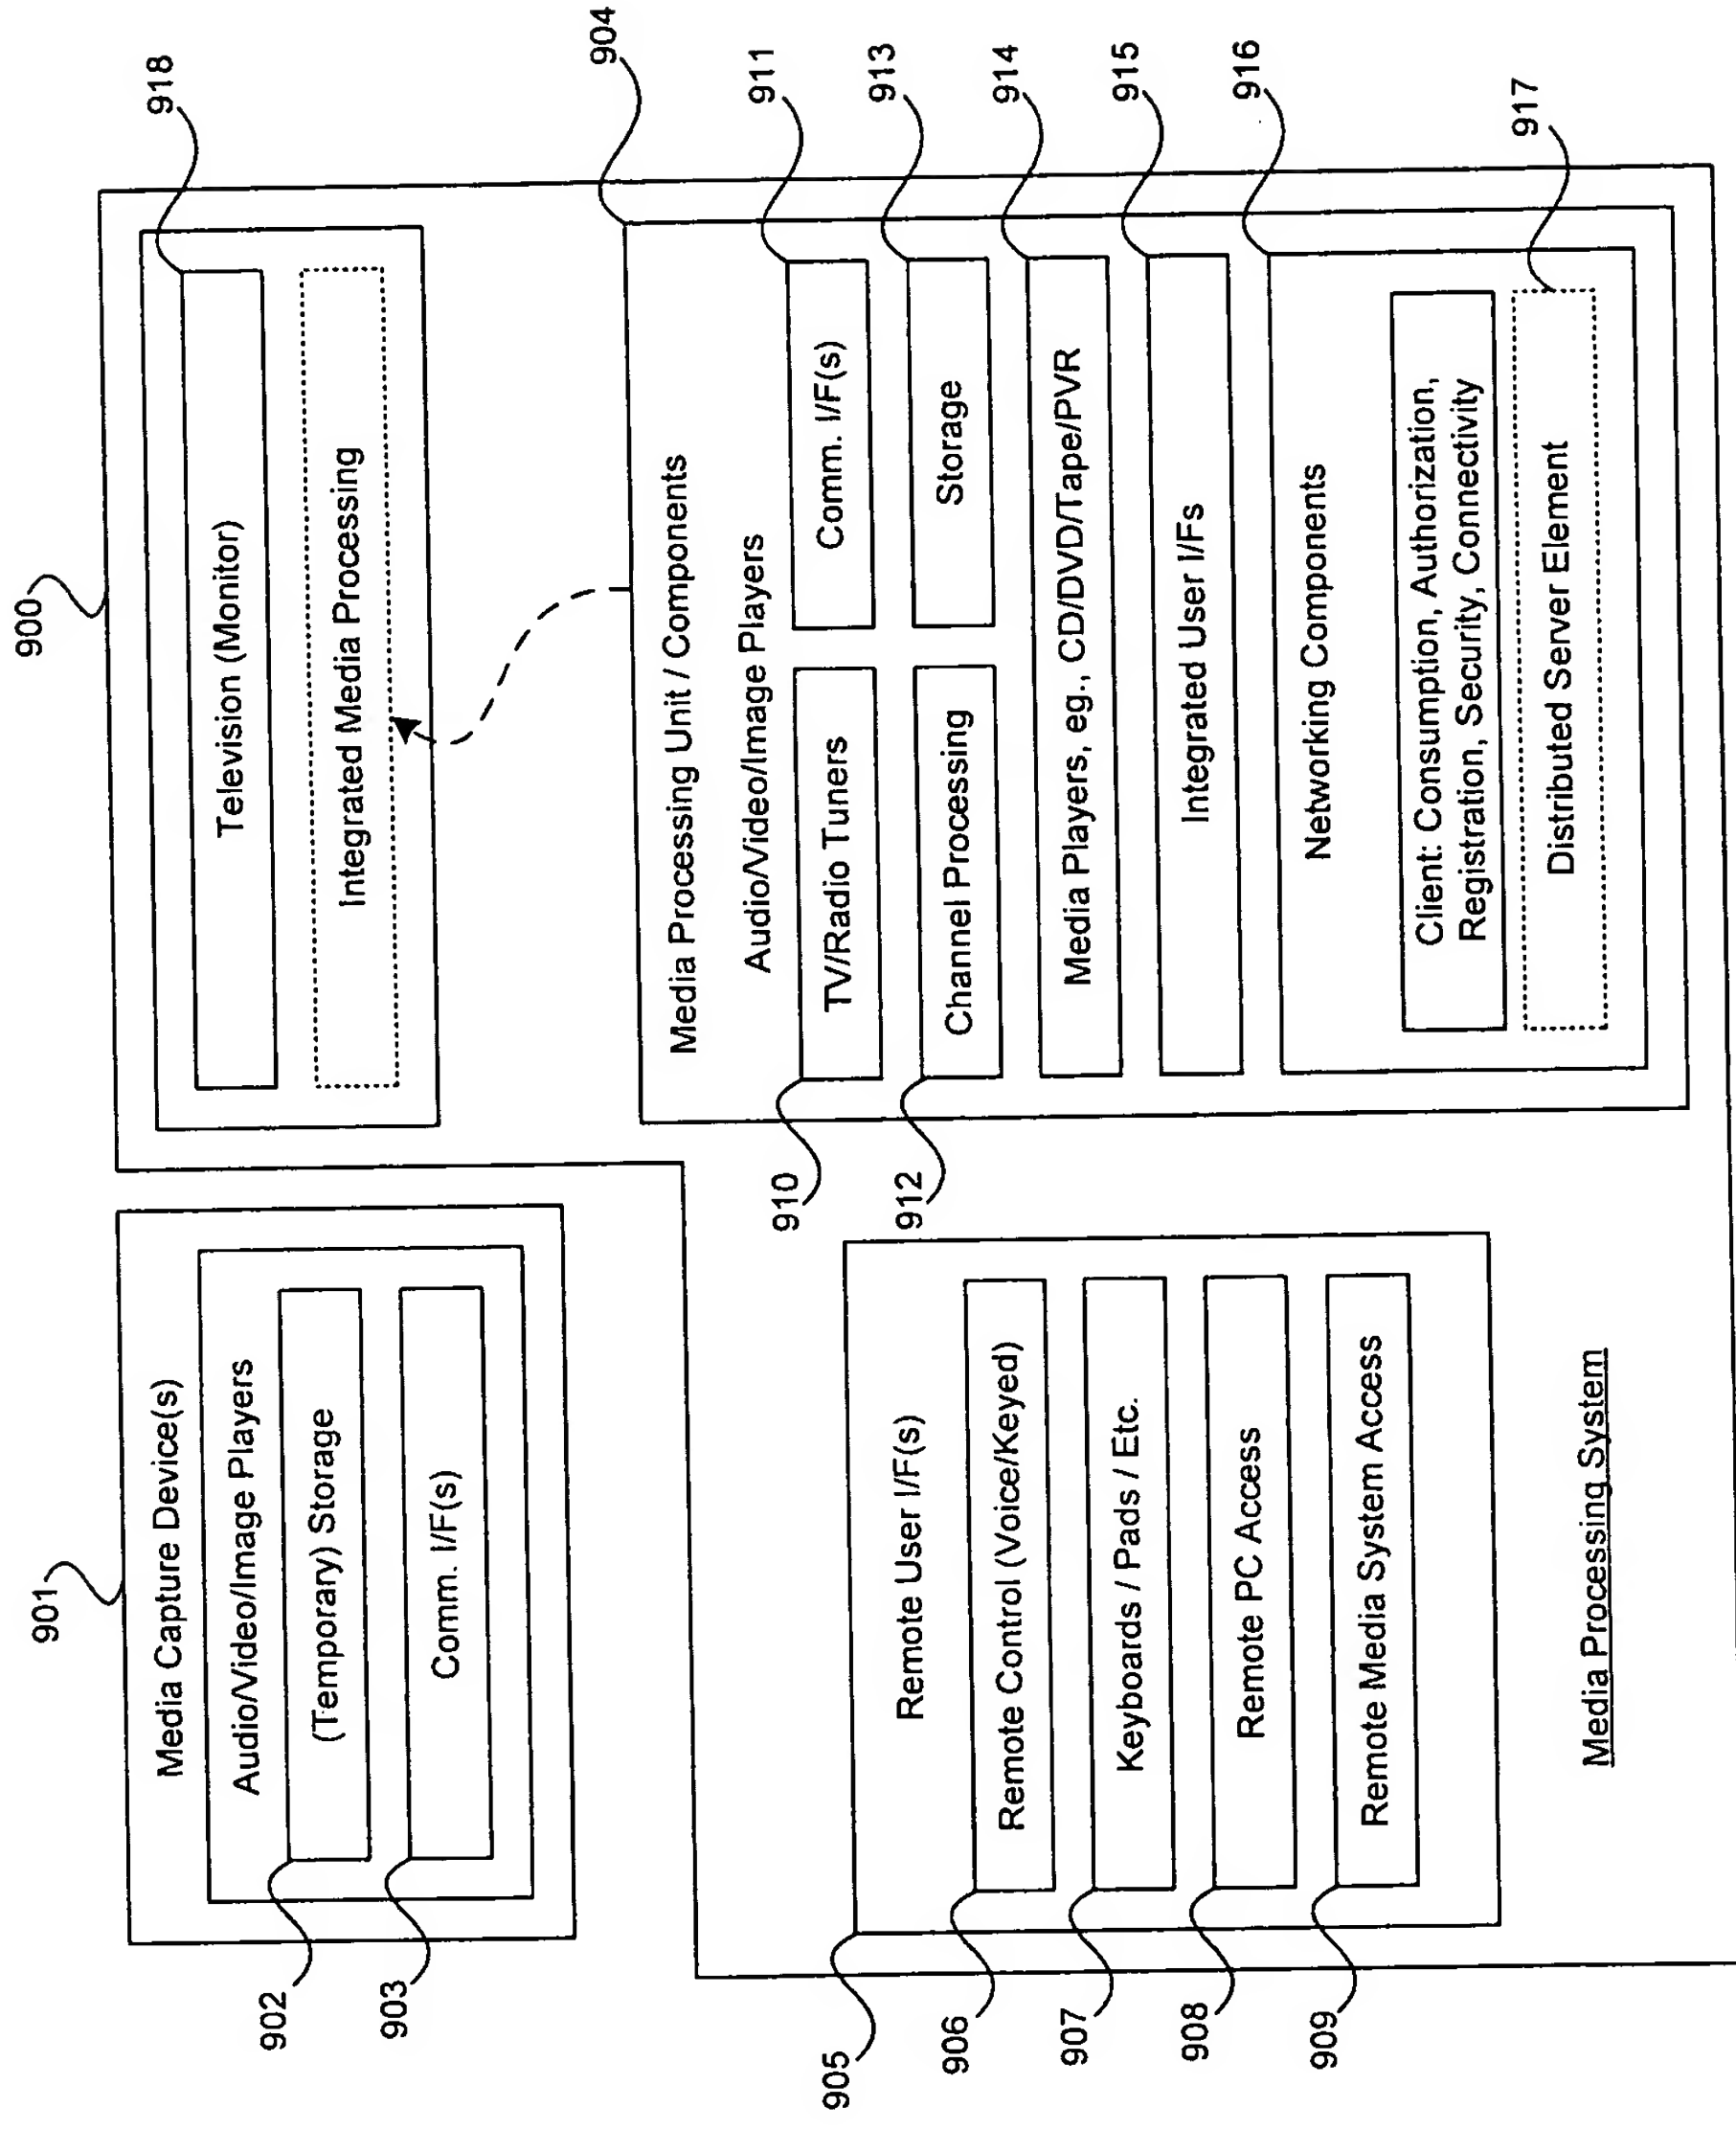 901
Media Capture Device(s)
Audio/Video/Image Players
(Temporary) Storage
Comm. I/F(s)
902
903
900
918
Television (Monitor)
Integrated Media Processing
904
Media Processing Unit / Components
Audio/Video/Image Players
TV/Radio Tuners
Comm. I/F(s)
910
911
Channel Processing
Storage
912
913
Media Players, eg., CD/DVD/Tape/PVR
914
Integrated User I/Fs
915
Networking Components
916
Client: Consumption, Authorization,
Registration, Security, Connectivity
Distributed Server Element
917
905
Remote User I/F(s)
906
Remote Control (Voice/Keyed)
907
Keyboards / Pads / Etc.
908
Remote PC Access
909
Remote Media System Access
Media Processing System